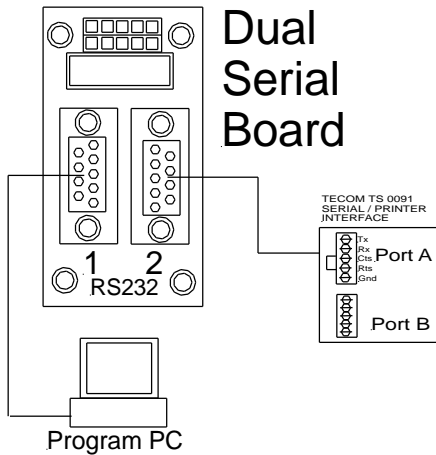 Dual
Serial
Board
1 2
RS232
TECOM TS 0091
SERIAL / PRINTER
INTERFACE
Tx
Rx
Cts
Rts
Gnd
Port A
Port B
Program PC